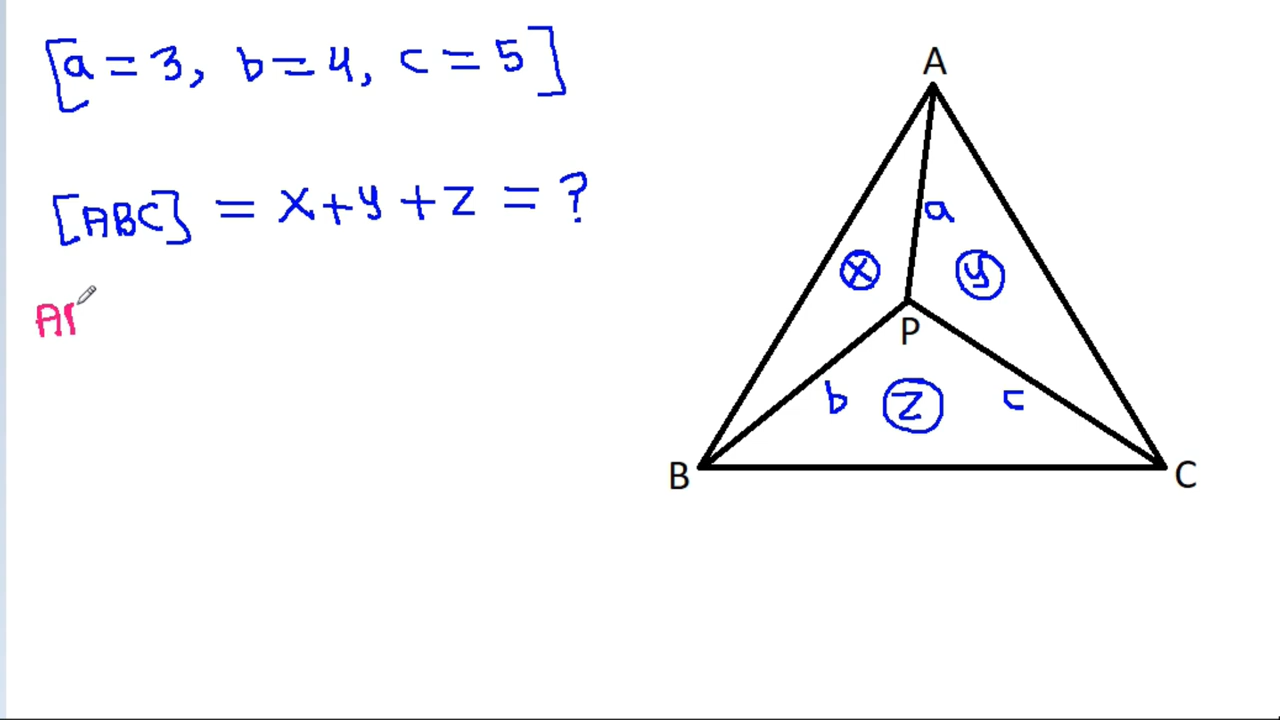 [a = 3, b = 4, c = 5]
[ABC] = x + y + z = ?
A
a
x
y
P
b
z
c
B
C